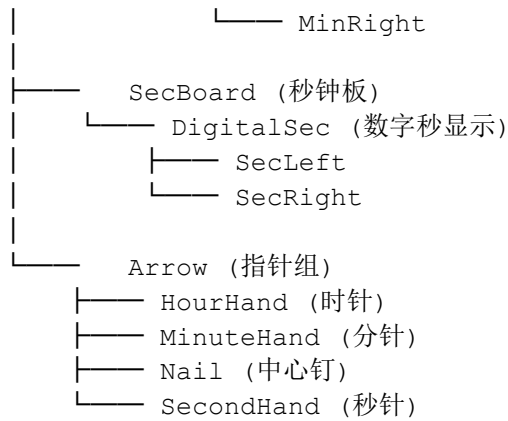 │ └── MinRight
│
├── SecBoard (秒钟板)
│ └── DigitalSec (数字秒显示)
│ ├── SecLeft
│ └── SecRight
│
└── Arrow (指针组)
├── HourHand (时针)
├── MinuteHand (分针)
├── Nail (中心钉)
└── SecondHand (秒针)